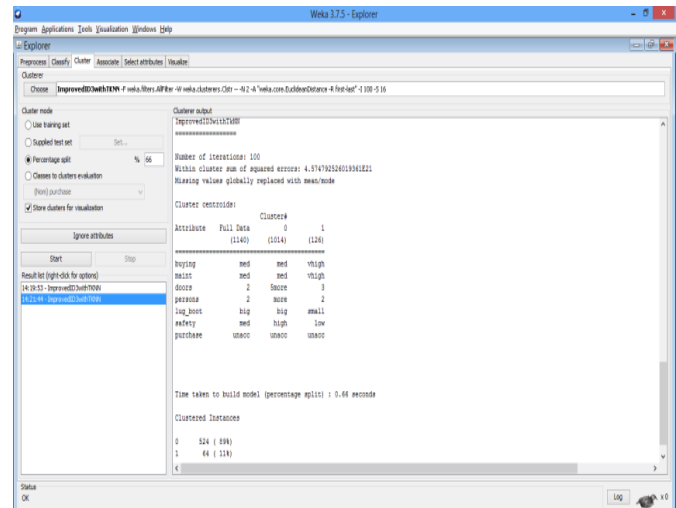 Weka 3.7.5 - Explorer
Program Applications Tools Visualization Windows Help
Explorer
Preprocess Classify Cluster Associate Select attributes Visualize
Clusterer
Choose ImprovedID3withTKNN -F weka.filters.AllFilter -W weka.clusterers.Clstr -- -N 2 -A "weka.core.EuclideanDistance -R first-last" -I 100 -S 16
Cluster mode
Use training set
Supplied test set Set...
Percentage split % 66
Classes to clusters evaluation
(Nom) purchase
Store clusters for visualization
Ignore attributes
Start Stop
Result list (right-click for options)
14:19:53 - ImprovedID3withTKNN
14:21:44 - ImprovedID3withTKNN
Clusterer output
ImprovedID3withTkNN
==================
Number of iterations: 100
Within cluster sum of squared errors: 4.574792526019361E21
Missing values globally replaced with mean/mode
Cluster centroids:
Cluster#
Attribute Full Data 0 1
(1140) (1014) (126)
buying med med vhigh
maint med med vhigh
doors 2 5more 3
persons 2 more 2
lug_boot big big small
safety med high low
purchase unacc unacc unacc
Time taken to build model (percentage split) : 0.66 seconds
Clustered Instances
0 524 ( 89%)
1 64 ( 11%)
Status
OK
Log
x 0